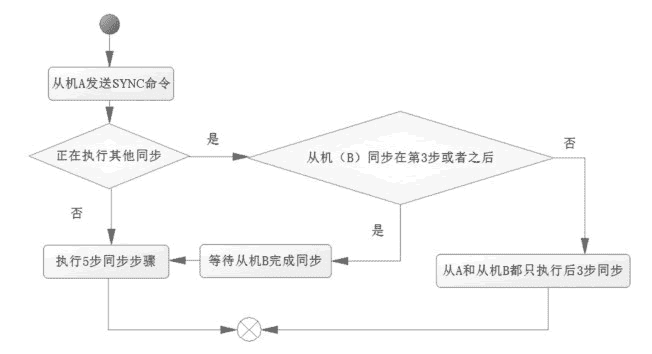 从机A发送SYNC命令
正在执行其他同步
是
从机（B）同步在第3步或者之后
否
否
是
执行5步同步步骤
等待从机B完成同步
从A和从机B都只执行后3步同步